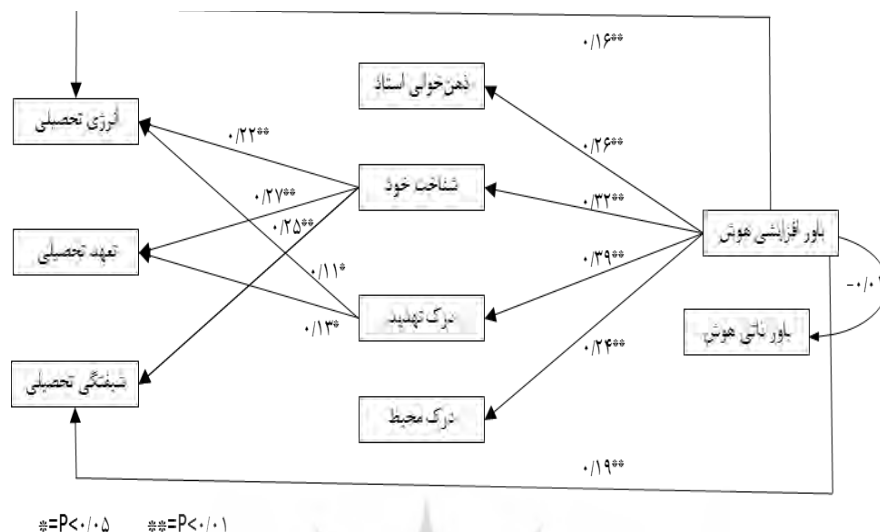 ۰/۱۶**
ذهن‌خوانی استاد
انرژی تحصیلی
۰/۲۲**
۰/۲۶**
شناخت خود
۰/۲۷**
۰/۳۲**
۰/۲۵**
باور افزایشی هوش
تعهد تحصیلی
۰/۳۹**
۰/۱۱*
درک تهدید
باور ذاتی هوش
۰/۱۳*
۰/۲۴**
شیفتگی تحصیلی
درک محیط
۰/۱۹**
*=P<۰/۰۵ **=P<۰/۰۱